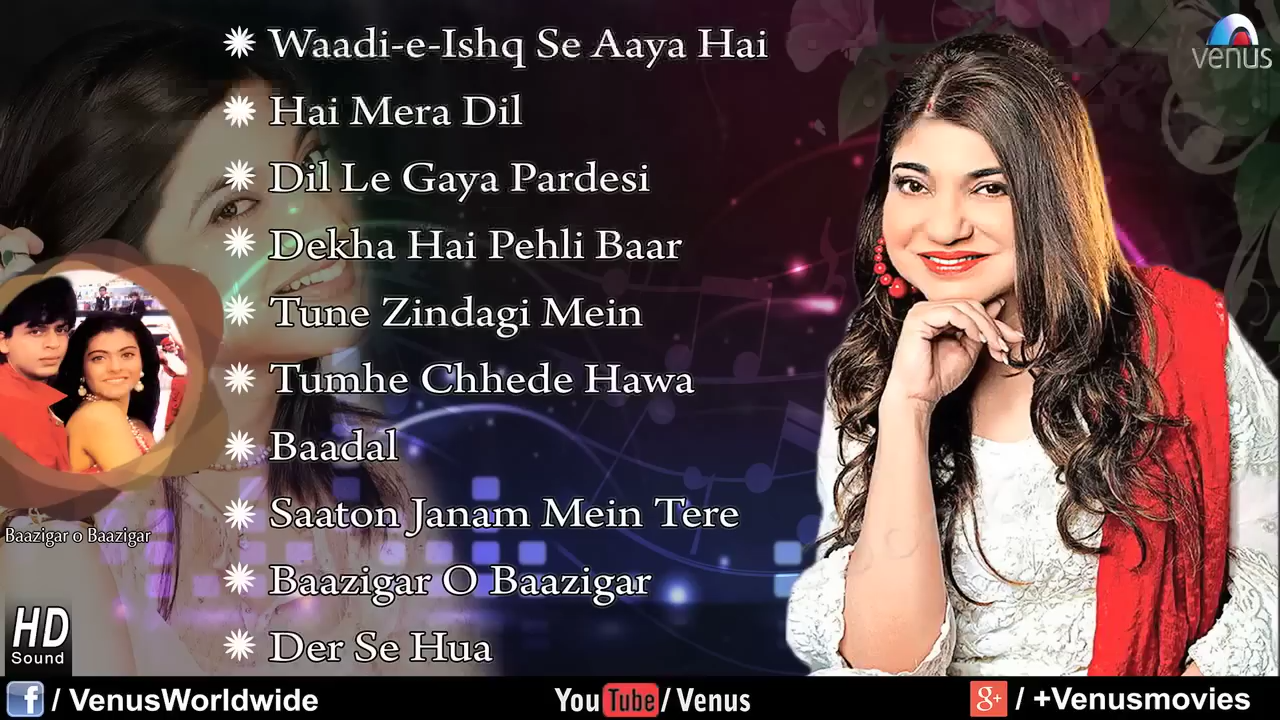 venus
Waadi-e-Ishq Se Aaya Hai
Hai Mera Dil
Dil Le Gaya Pardesi
Dekha Hai Pehli Baar
Tune Zindagi Mein
Tumhe Chhede Hawa
Baadal
Saaton Janam Mein Tere
Baazigar O Baazigar
Der Se Hua
Baazigar o Baazigar
HD
Sound
f / VenusWorldwide
YouTube / Venus
g+ / +Venusmovies